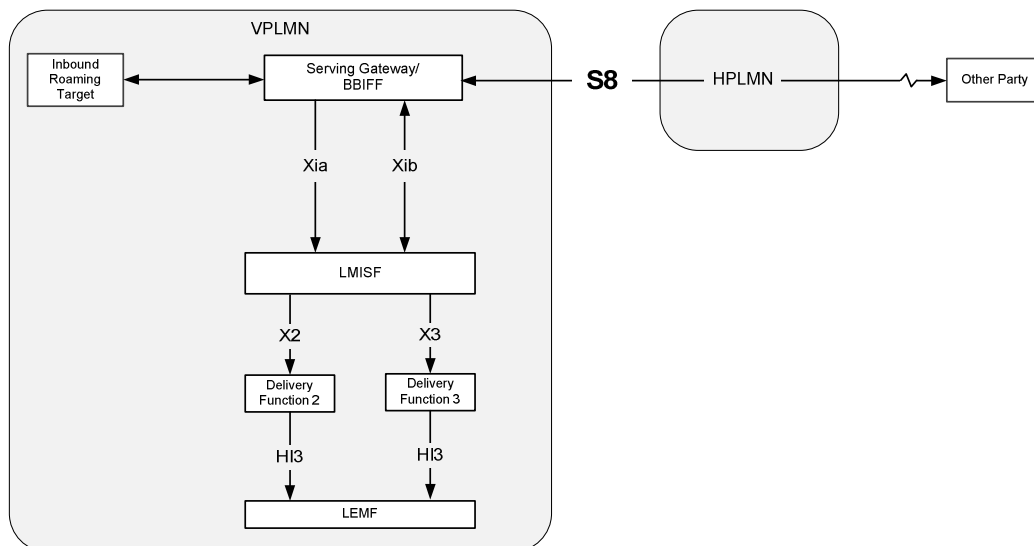 VPLMN
Inbound
Roaming
Target
Serving Gateway/
BBIFF
S8
HPLMN
Other Party
Xia
Xib
LMISF
X2
X3
Delivery
Function 2
Delivery
Function 3
HI3
HI3
LEMF